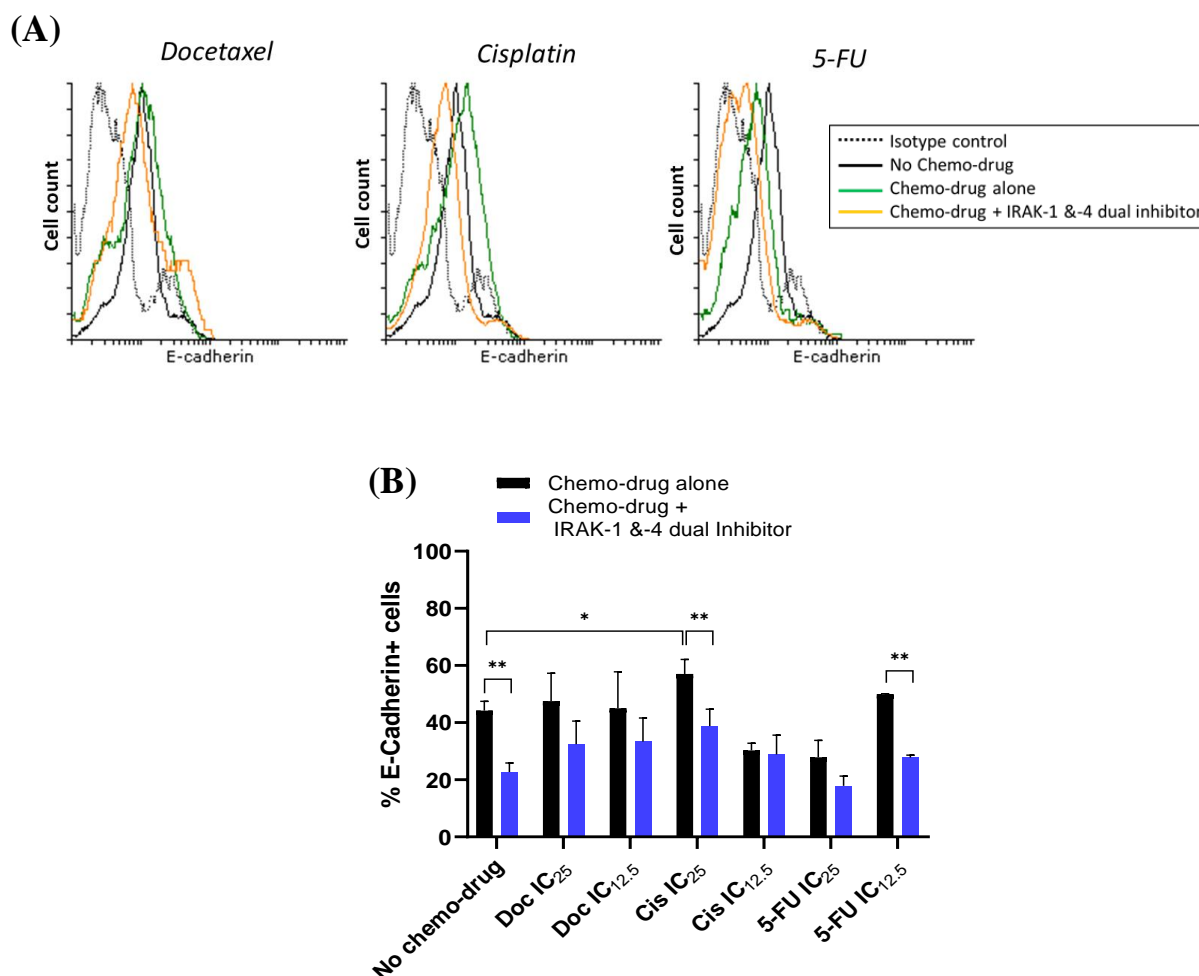 (A)
Docetaxel
Cisplatin
5-FU
Cell count
E-cadherin
Cell count
E-cadherin
Cell count
E-cadherin
Isotype control
No Chemo-drug
Chemo-drug alone
Chemo-drug + IRAK-1 &-4 dual inhibitor
(B)
Chemo-drug alone
Chemo-drug +
IRAK-1 &-4 dual Inhibitor
% E-Cadherin+ cells
100
80
60
40
20
0
*
**
**
**
No chemo-drug
Doc IC₂₅
Doc IC₁₂.₅
Cis IC₂₅
Cis IC₁₂.₅
5-FU IC₂₅
5-FU IC₁₂.₅